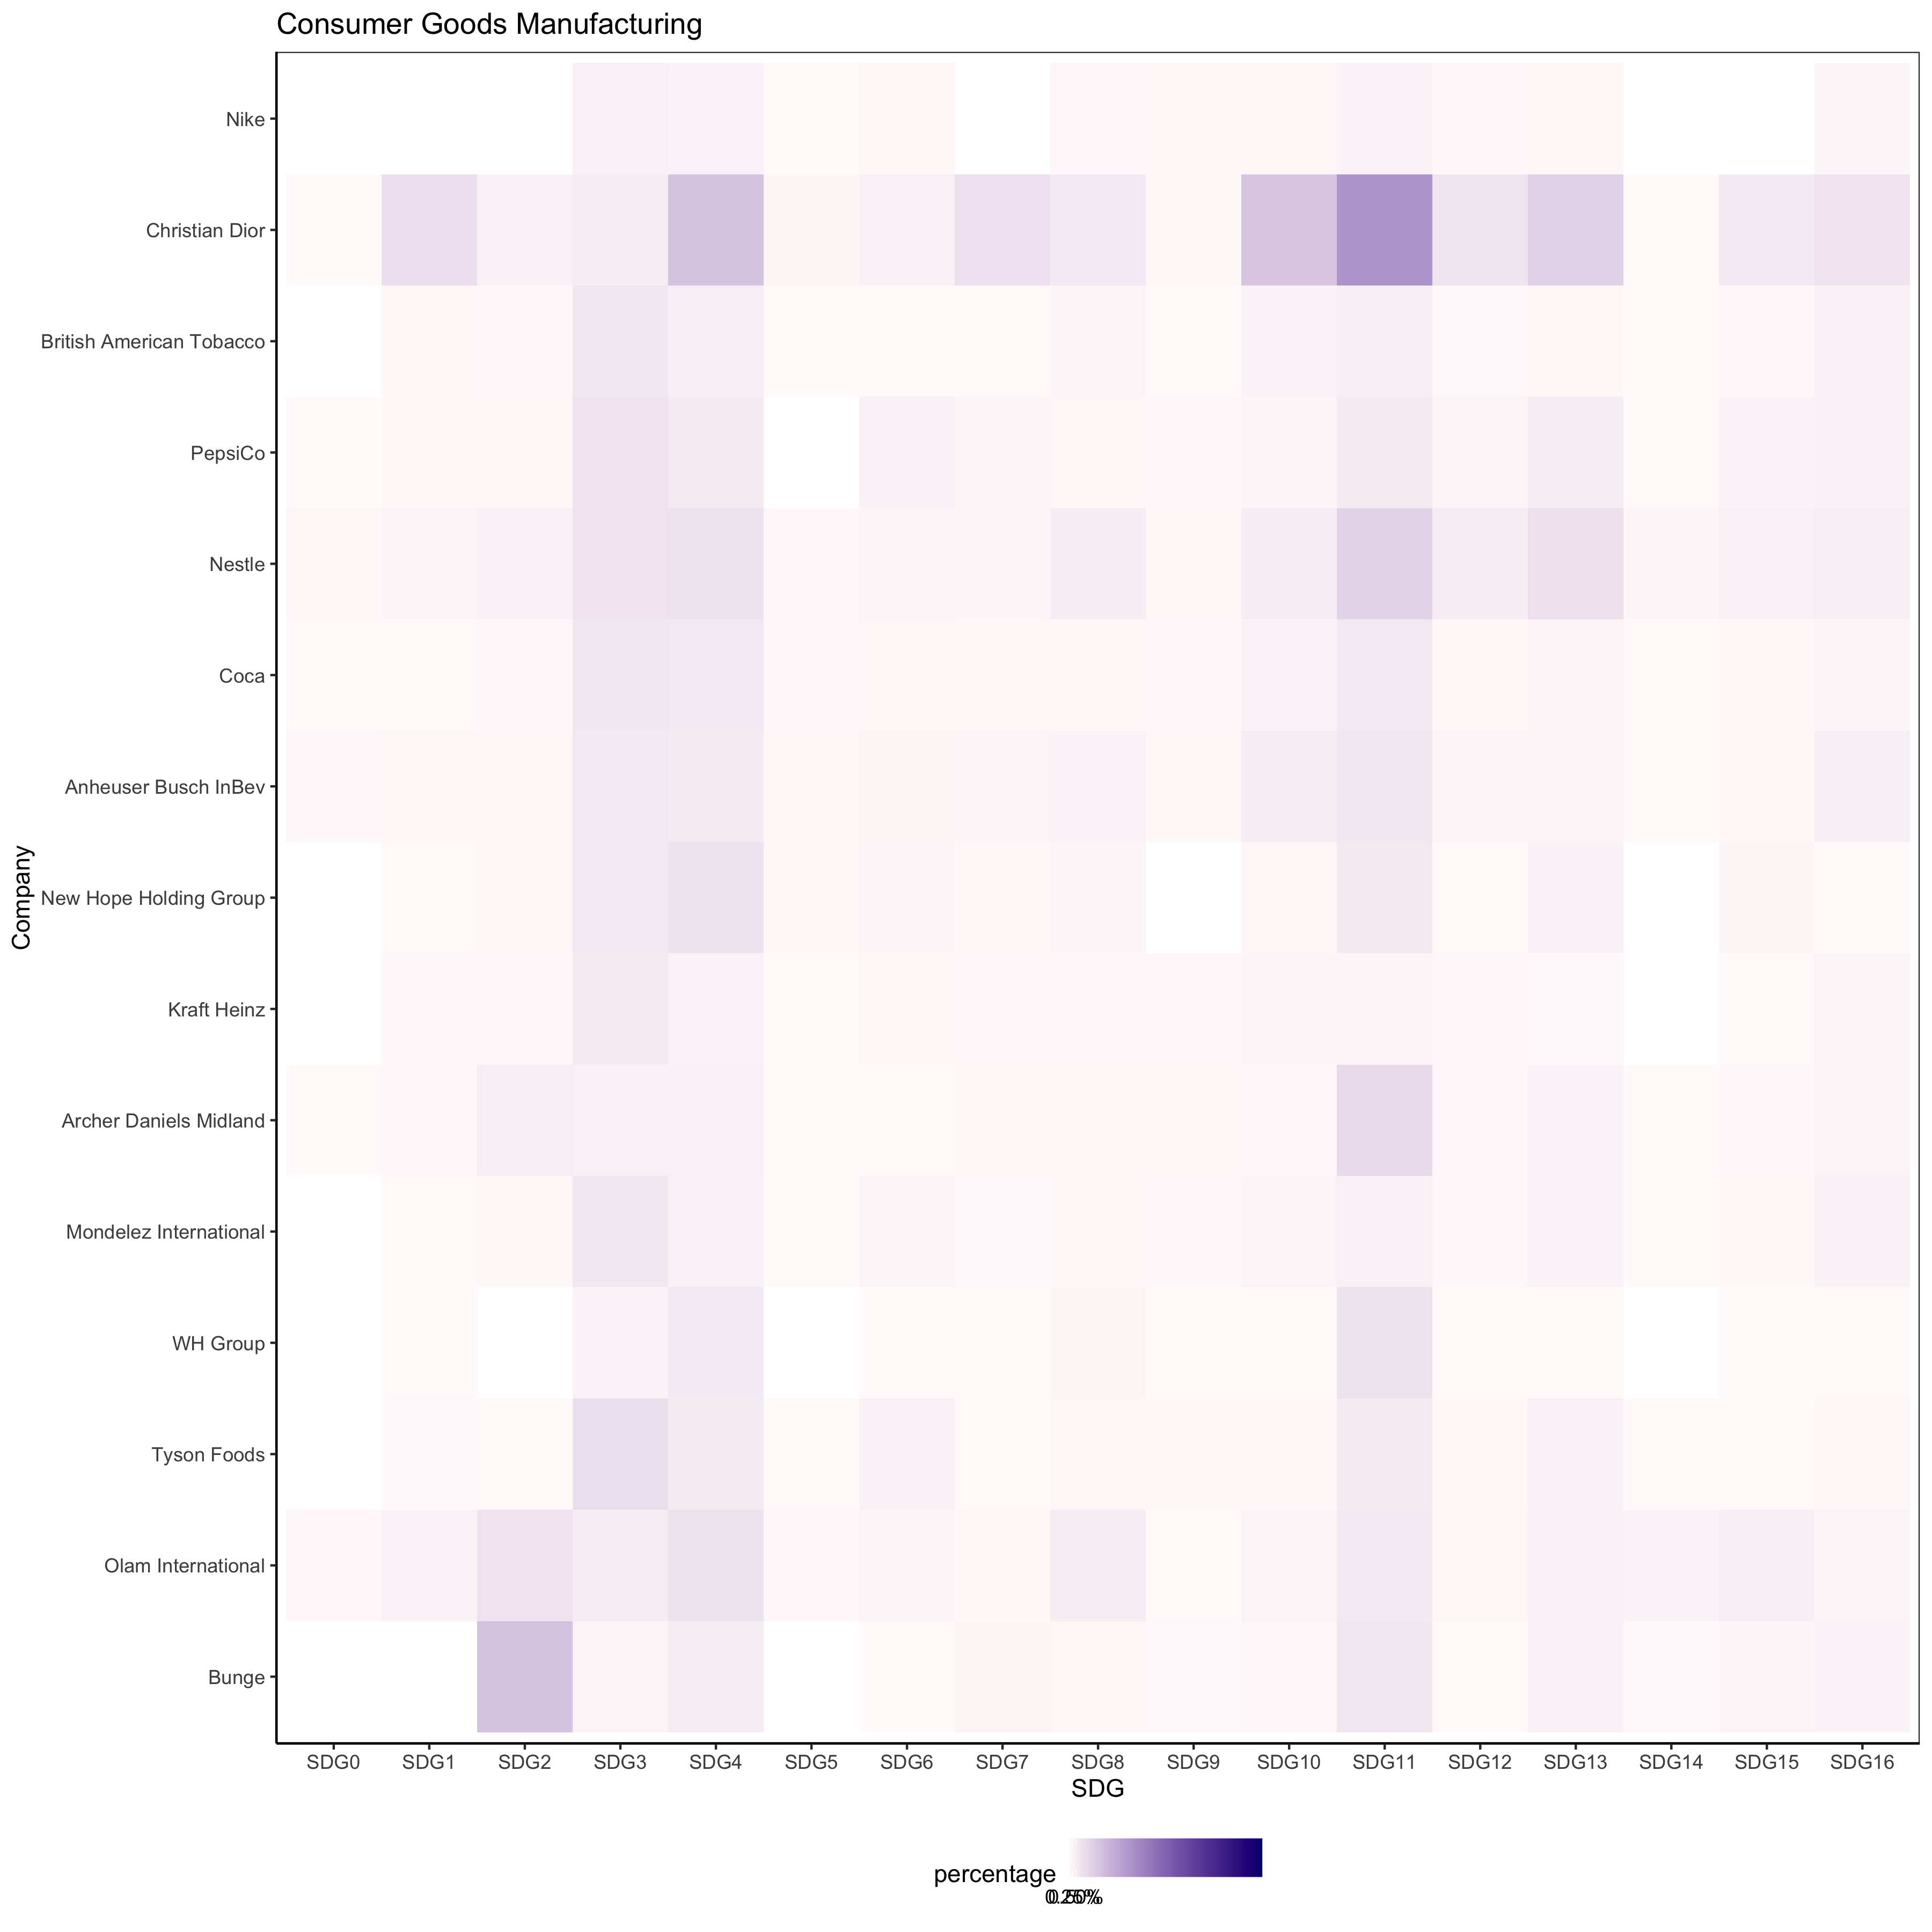 Consumer Goods Manufacturing
Nike
Christian Dior
British American Tobacco
PepsiCo
Nestle
Coca
Anheuser Busch InBev
New Hope Holding Group
Kraft Heinz
Archer Daniels Midland
Mondelez International
WH Group
Tyson Foods
Olam International
Bunge
Company
SDG0 SDG1 SDG2 SDG3 SDG4 SDG5 SDG6 SDG7 SDG8 SDG9 SDG10 SDG11 SDG12 SDG13 SDG14 SDG15 SDG16
SDG
percentage